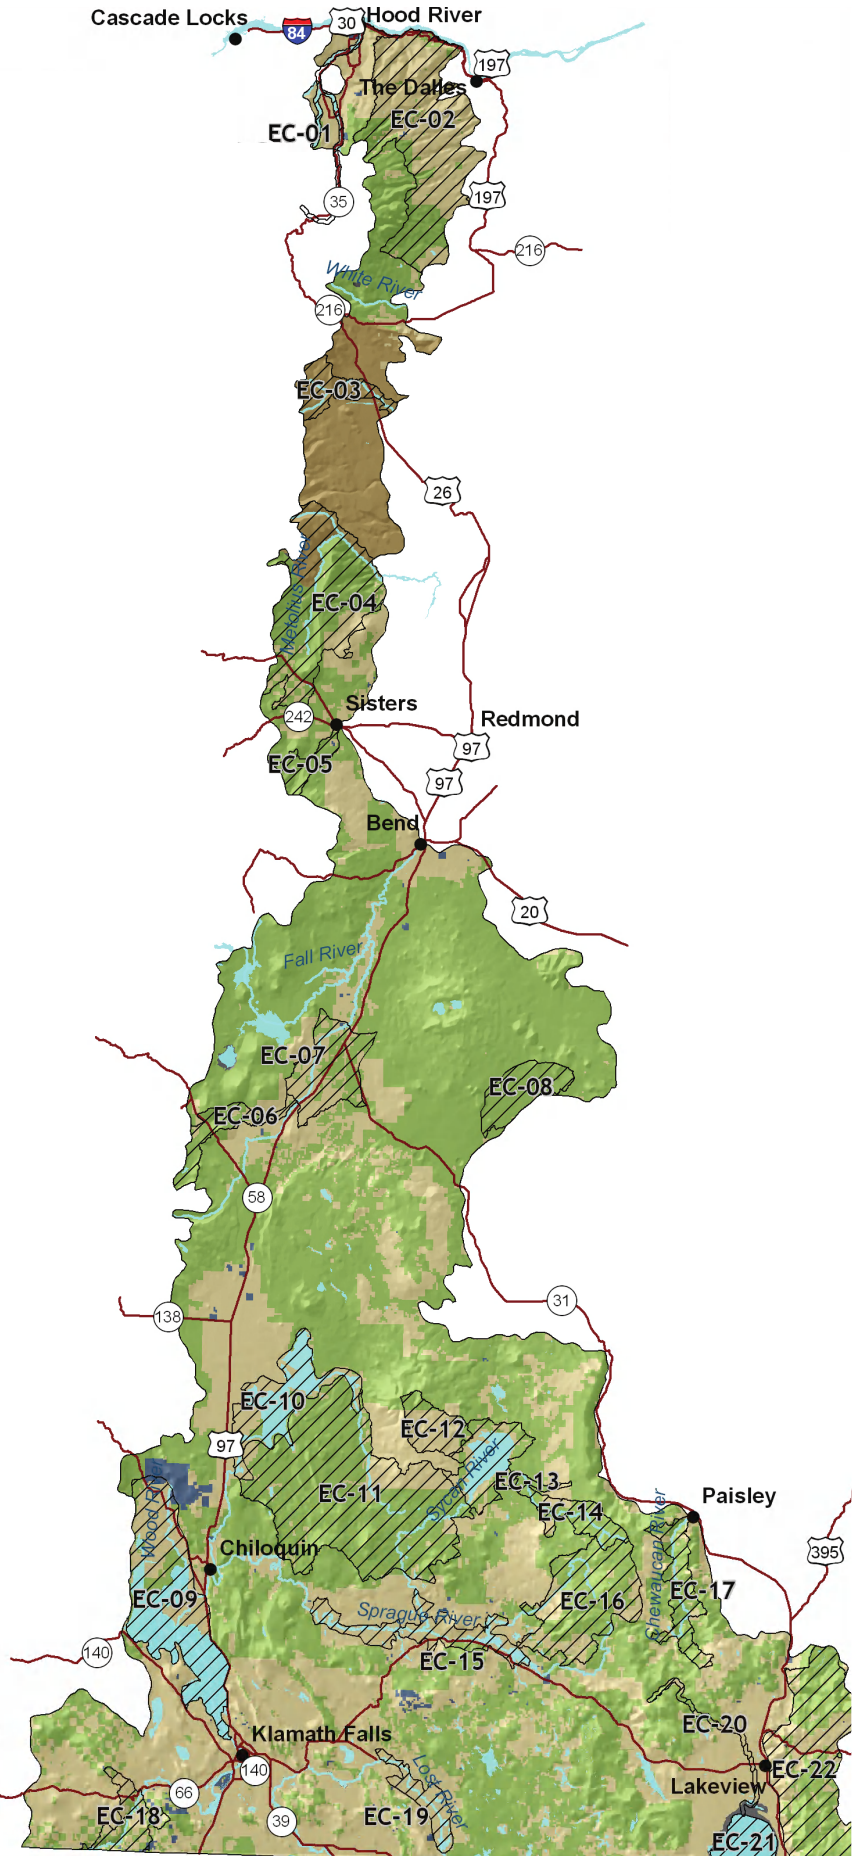 Cascade Locks
30
Hood River
84
197
The Dalles
EC-02
EC-01
35
197
216
White River
216
EC-03
26
Metolius River
EC-04
Sisters
242
Redmond
97
EC-05
97
Bend
20
Fall River
EC-07
EC-08
EC-06
58
31
138
EC-10
EC-12
97
Sycan River
EC-13
EC-11
EC-14
Paisley
Wood River
Chewaucan River
395
Chiloquin
EC-09
EC-16
EC-17
Sprague River
140
EC-15
EC-20
Klamath Falls
140
EC-22
Lakeview
66
Lost River
EC-18
39
EC-19
EC-21